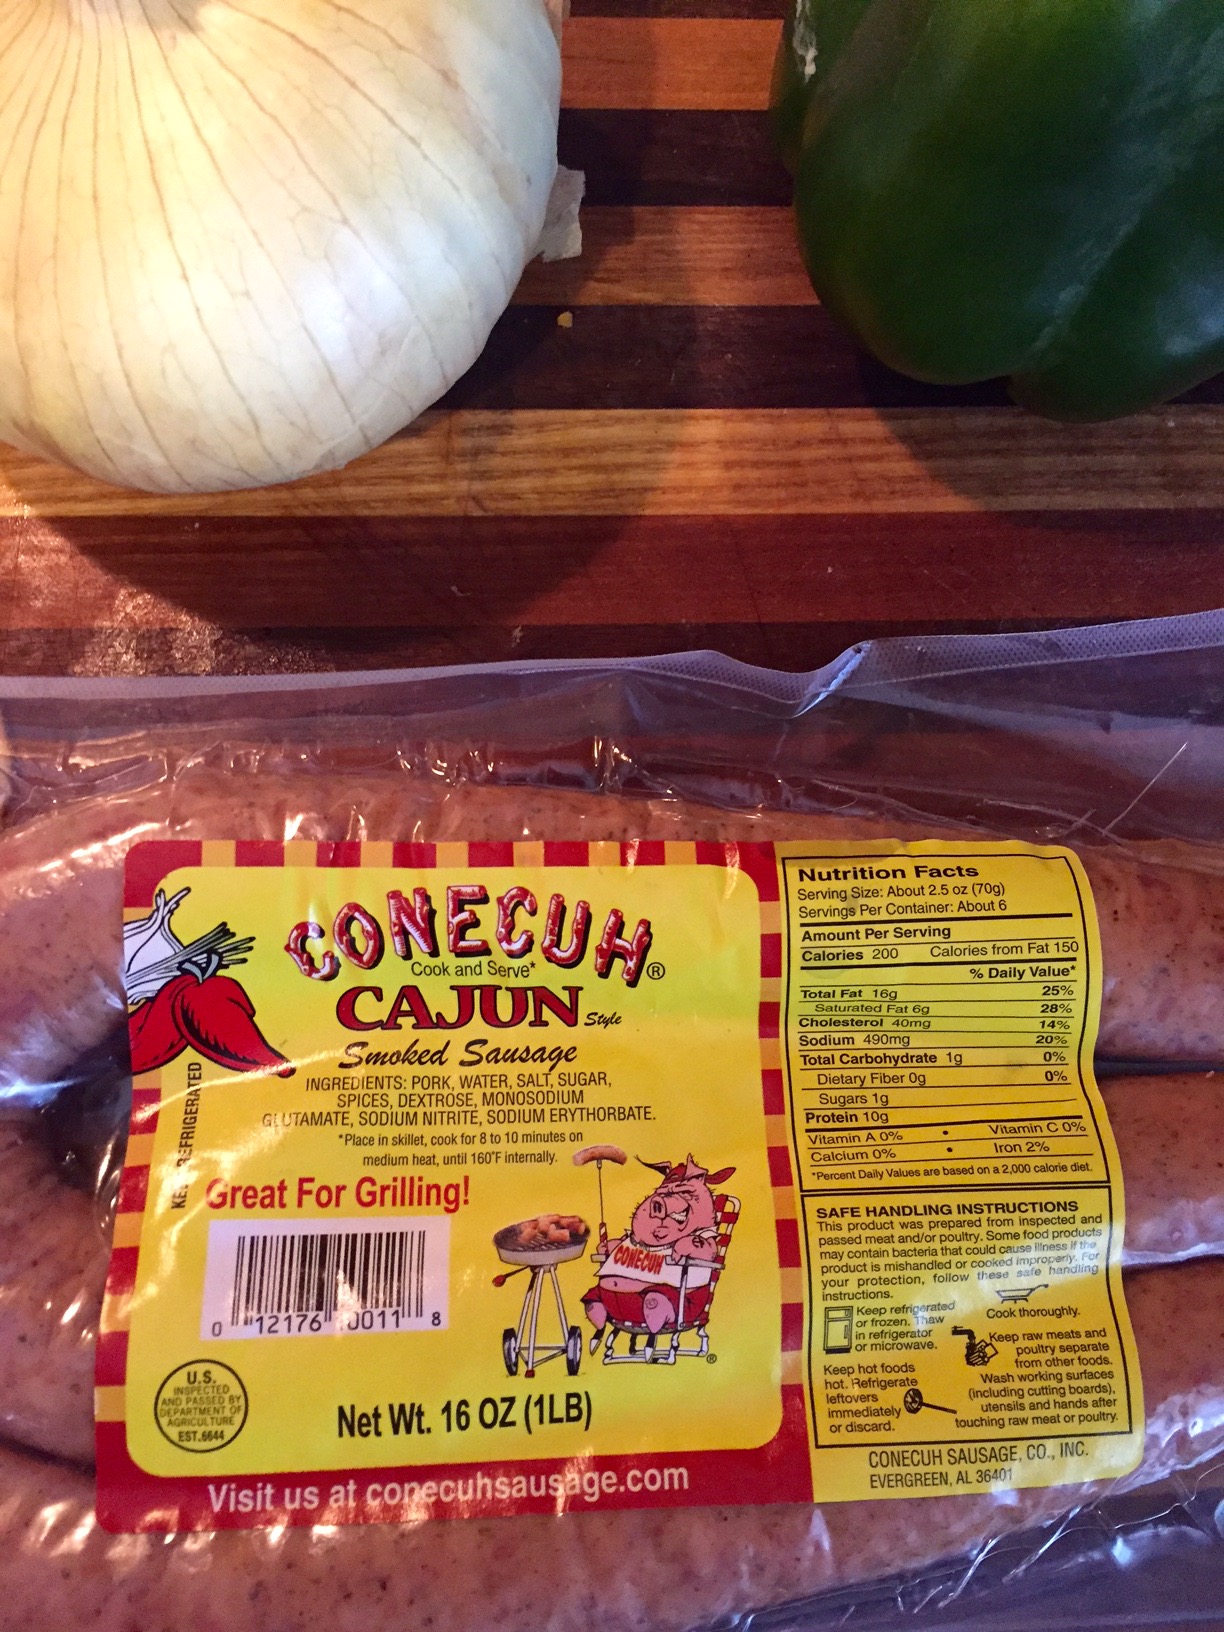 CONECUH®
Cook and Serve*
CAJUN Style
Smoked Sausage
INGREDIENTS: PORK, WATER, SALT, SUGAR,
SPICES, DEXTROSE, MONOSODIUM
GLUTAMATE, SODIUM NITRITE, SODIUM ERYTHORBATE.
*Place in skillet, cook for 8 to 10 minutes on
medium heat, until 160°F internally.
REFRIGERATED
Great For Grilling!
CONECUH
®
0 12176 0011 8
U.S.
INSPECTED
AND PASSED BY
DEPARTMENT OF
AGRICULTURE
EST.6644
Net Wt. 16 OZ (1LB)
Visit us at conecuhsausage.com
Nutrition Facts
Serving Size: About 2.5 oz (70g)
Servings Per Container: About 6
Amount Per Serving
Calories 200 Calories from Fat 150
% Daily Value*
Total Fat 16g 25%
Saturated Fat 6g 28%
Cholesterol 40mg 14%
Sodium 490mg 20%
Total Carbohydrate 1g 0%
Dietary Fiber 0g 0%
Sugars 1g
Protein 10g
Vitamin A 0% • Vitamin C 0%
Calcium 0% • Iron 2%
*Percent Daily Values are based on a 2,000 calorie diet.
SAFE HANDLING INSTRUCTIONS
This product was prepared from inspected and
passed meat and/or poultry. Some food products
may contain bacteria that could cause illness if the
product is mishandled or cooked improperly. For
your protection, follow these safe handling
instructions.
Keep refrigerated
or frozen. Thaw
in refrigerator
or microwave.
Cook thoroughly.
Keep raw meats and
poultry separate
from other foods.
Wash working surfaces
(including cutting boards),
utensils and hands after
touching raw meat or poultry.
Keep hot foods
hot. Refrigerate
leftovers
immediately
or discard.
CONECUH SAUSAGE, CO., INC.
EVERGREEN, AL 36401